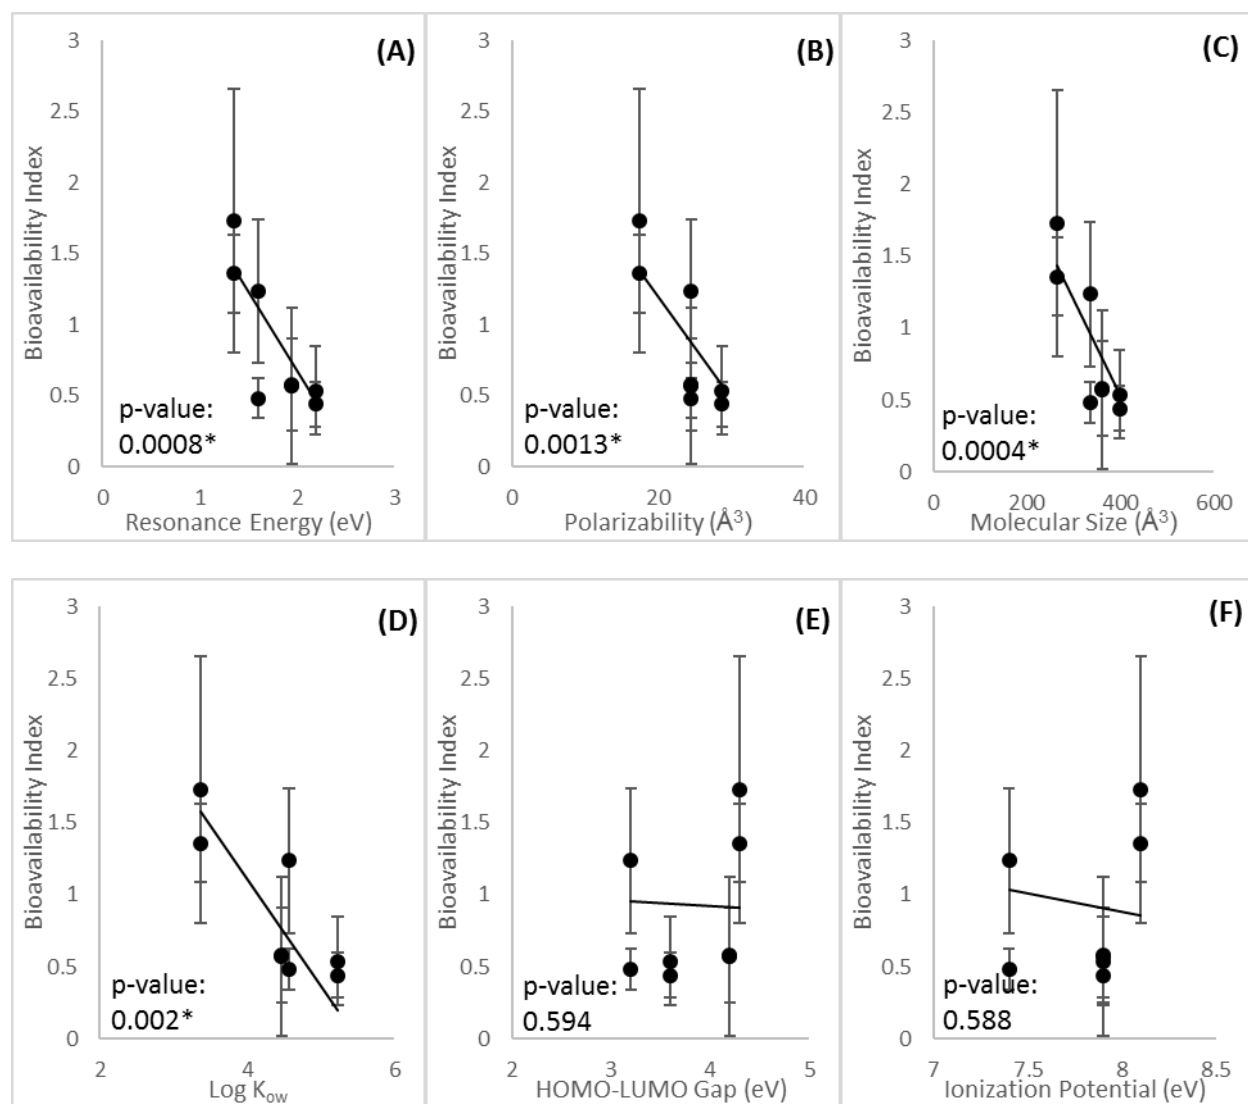 (A)
3
2.5
2
1.5
1
0.5
0
Bioavailability Index
p-value:
0.0008*
0 1 2 3
Resonance Energy (eV)
(B)
3
2.5
2
1.5
1
0.5
0
Bioavailability Index
p-value:
0.0013*
0 20 40
Polarizability (Å³)
(C)
3
2.5
2
1.5
1
0.5
0
Bioavailability Index
p-value:
0.0004*
0 200 400 600
Molecular Size (Å³)
(D)
3
2.5
2
1.5
1
0.5
0
Bioavailability Index
p-value:
0.002*
2 4 6
Log Kow
(E)
3
2.5
2
1.5
1
0.5
0
Bioavailability Index
p-value:
0.594
2 3 4 5
HOMO-LUMO Gap (eV)
(F)
3
2.5
2
1.5
1
0.5
0
Bioavailability Index
p-value:
0.588
7 7.5 8 8.5
Ionization Potential (eV)